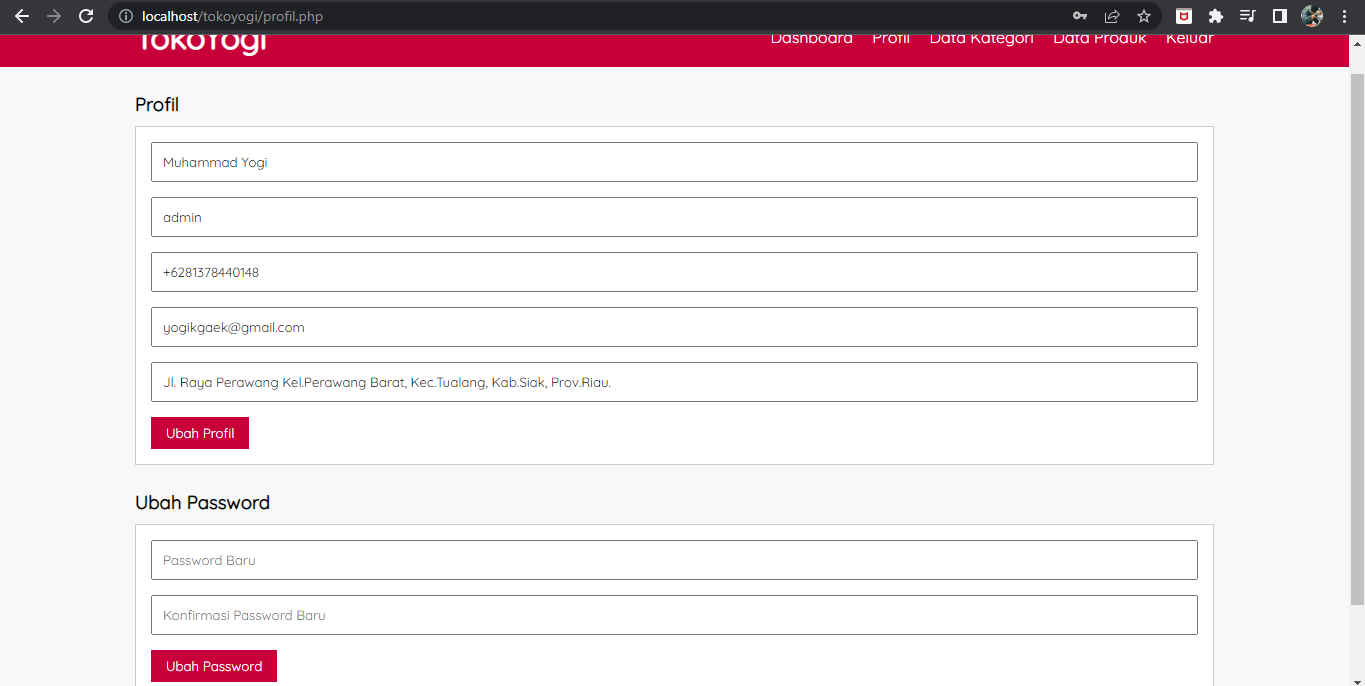 localhost/tokoyogi/profil.php
TokoYogi
Dashboard Profil Data Kategori Data Produk Keluar
Profil
Muhammad Yogi
admin
+6281378440148
yogikgaek@gmail.com
Jl. Raya Perawang Kel.Perawang Barat, Kec.Tualang, Kab.Siak, Prov.Riau.
Ubah Profil
Ubah Password
Password Baru
Konfirmasi Password Baru
Ubah Password